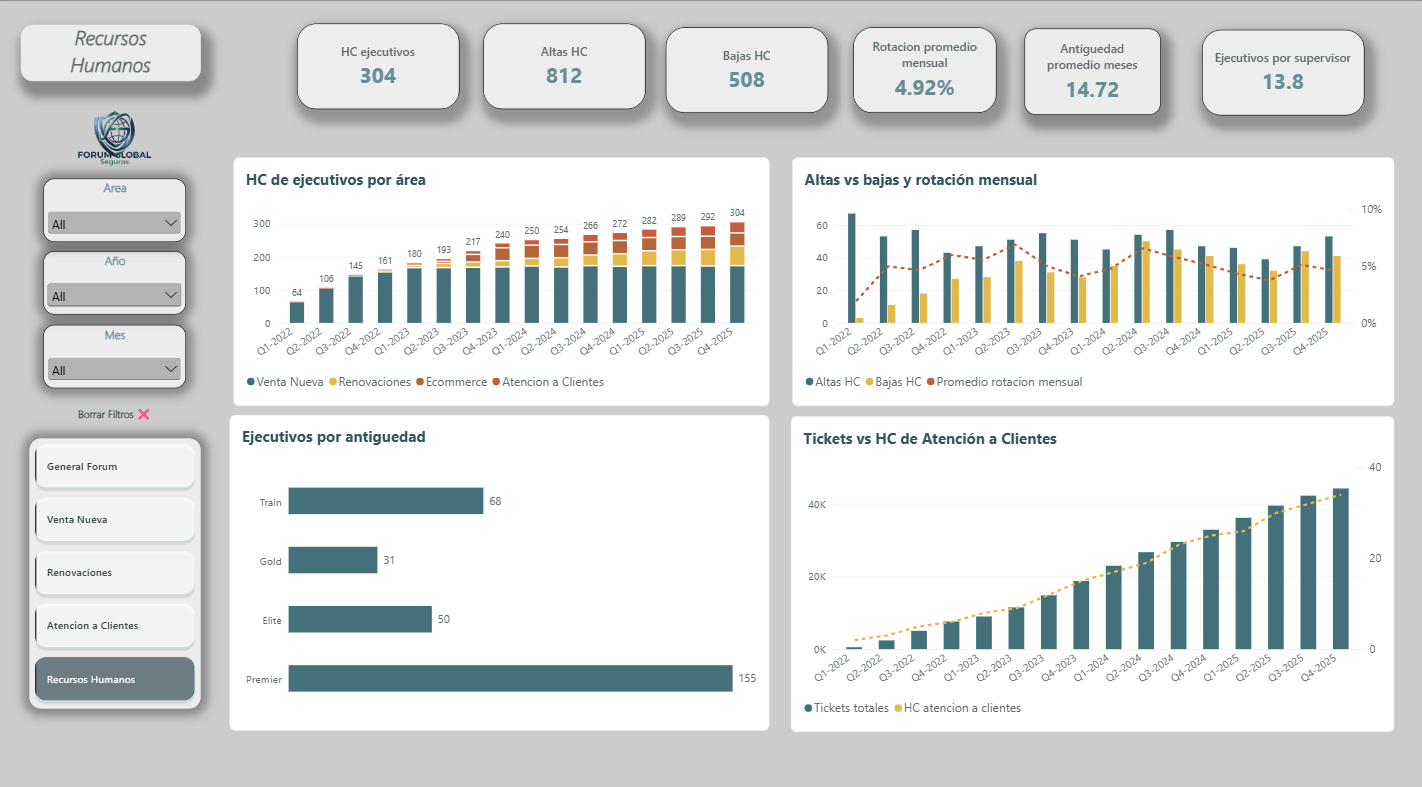 Recursos
Humanos
HC ejecutivos
304
Altas HC
812
Bajas HC
508
Rotacion promedio
mensual
4.92%
Antiguedad
promedio meses
14.72
Ejecutivos por supervisor
13.8
FORUM GLOBAL
Seguros
Area
All
Año
All
Mes
All
Borrar Filtros ❌
General Forum
Venta Nueva
Renovaciones
Atencion a Clientes
Recursos Humanos
HC de ejecutivos por área
300
200
100
0
64 106 145 161 180 193 217 240 250 254 266 272 282 289 292 304
Q1-2022 Q2-2022 Q3-2022 Q4-2022 Q1-2023 Q2-2023 Q3-2023 Q4-2023 Q1-2024 Q2-2024 Q3-2024 Q4-2024 Q1-2025 Q2-2025 Q3-2025 Q4-2025
Venta Nueva Renovaciones Ecommerce Atencion a Clientes
Altas vs bajas y rotación mensual
60
40
20
0
10%
5%
0%
Q1-2022 Q2-2022 Q3-2022 Q4-2022 Q1-2023 Q2-2023 Q3-2023 Q4-2023 Q1-2024 Q2-2024 Q3-2024 Q4-2024 Q1-2025 Q2-2025 Q3-2025 Q4-2025
Altas HC Bajas HC Promedio rotacion mensual
Ejecutivos por antiguedad
Train 68
Gold 31
Elite 50
Premier 155
Tickets vs HC de Atención a Clientes
40K
20K
0K
40
20
0
Q1-2022 Q2-2022 Q3-2022 Q4-2022 Q1-2023 Q2-2023 Q3-2023 Q4-2023 Q1-2024 Q2-2024 Q3-2024 Q4-2024 Q1-2025 Q2-2025 Q3-2025 Q4-2025
Tickets totales HC atencion a clientes